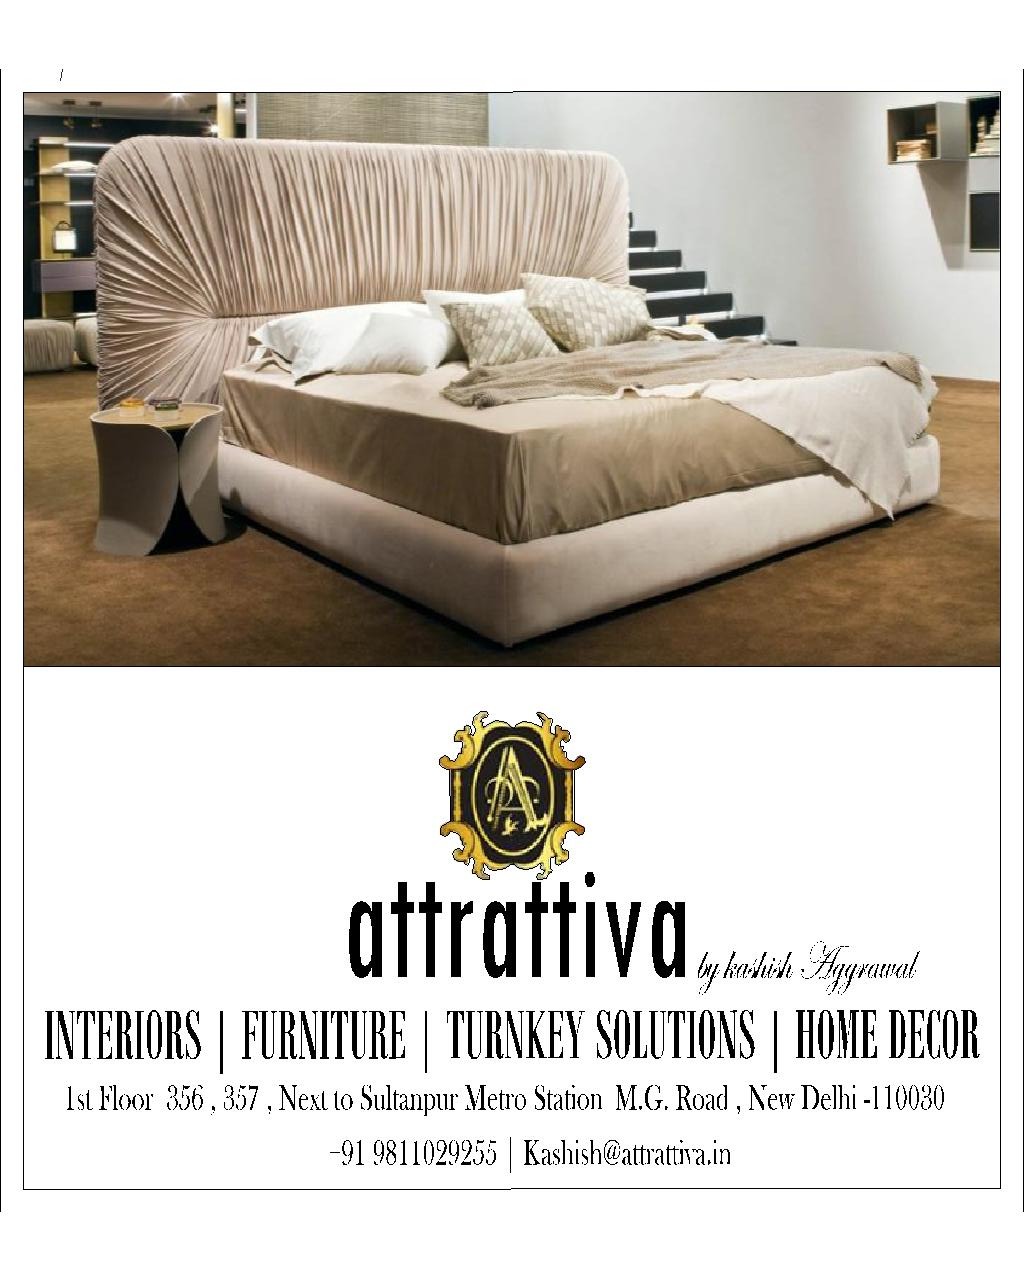 attrattiva by kashish Aggrawal
INTERIORS | FURNITURE | TURNKEY SOLUTIONS | HOME DECOR
1st Floor 356 , 357 , Next to Sultanpur Metro Station M.G. Road , New Delhi -110030
+91 9811029255 | Kashish@attrattiva.in